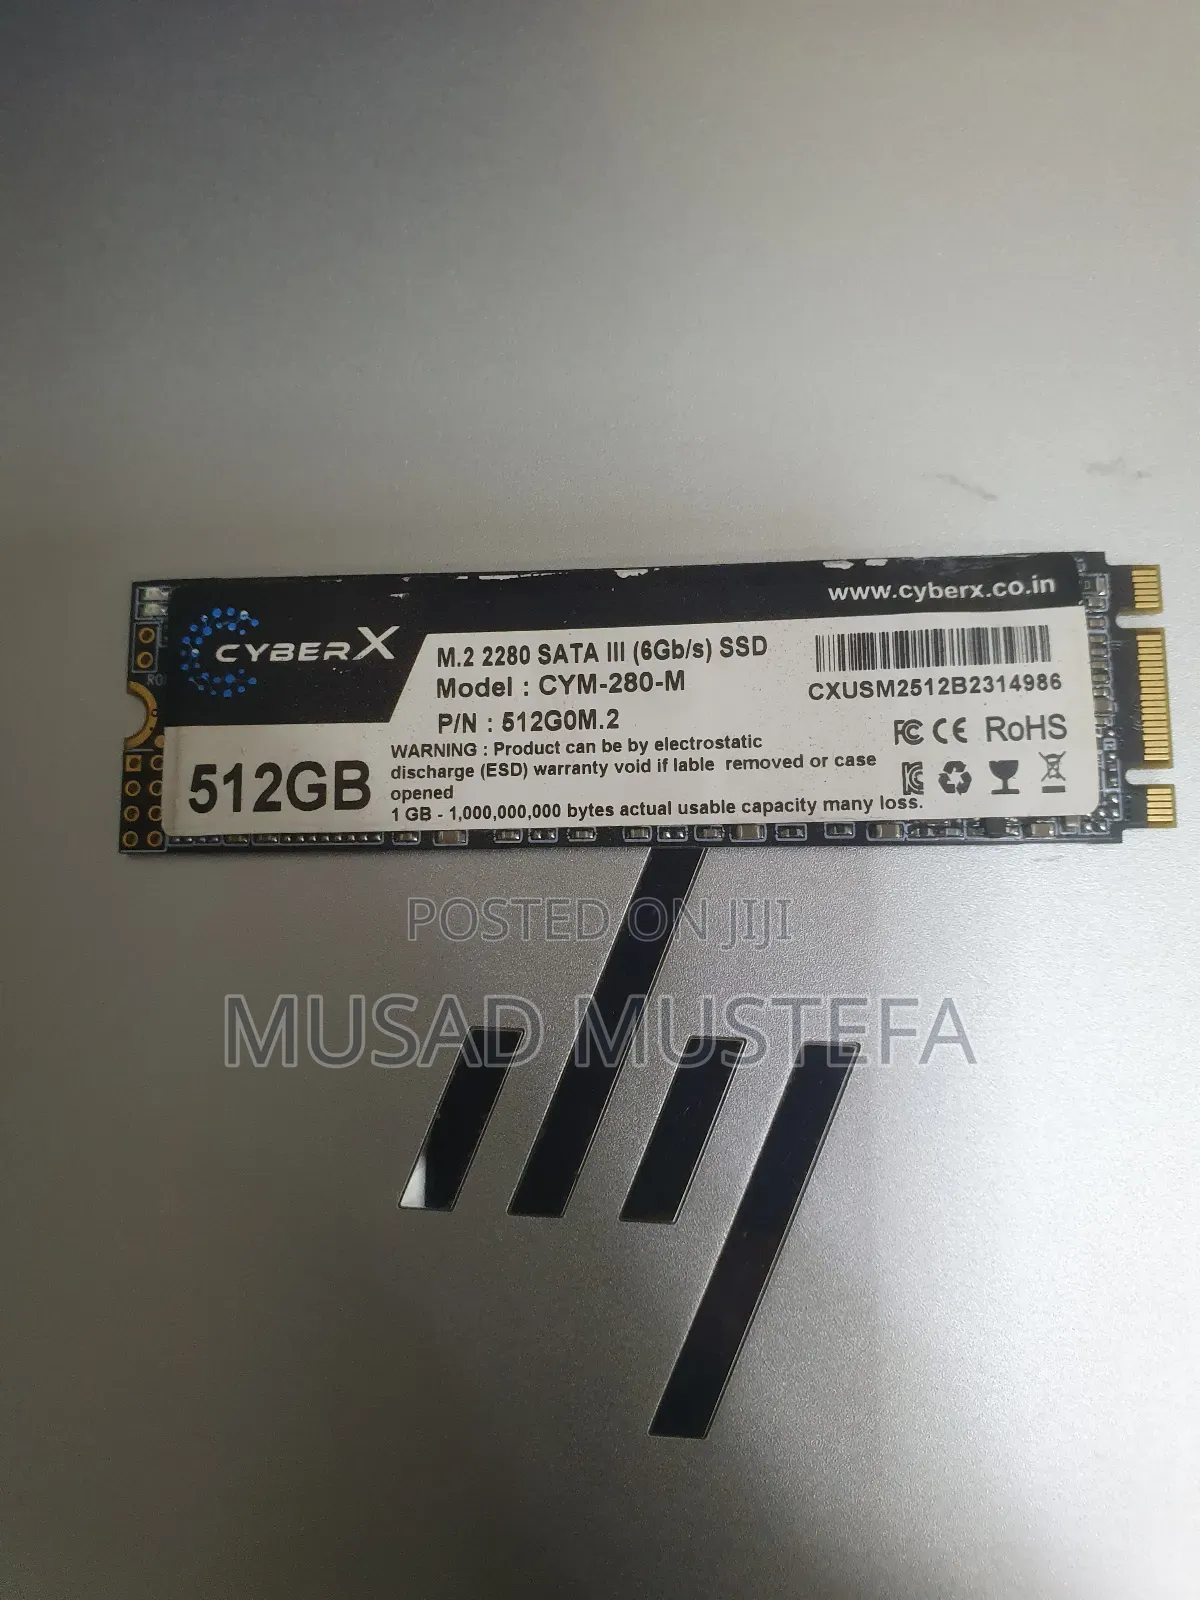 www.cyberx.co.in
CYBERX
M.2 2280 SATA III (6Gb/s) SSD
Model : CYM-280-M
P/N : 512G0M.2
CXUSM2512B2314986
FC CE RoHS
512GB
WARNING : Product can be by electrostatic
discharge (ESD) warranty void if lable removed or case
opened
1 GB - 1,000,000,000 bytes actual usable capacity many loss.
POSTED ON JIJI
MUSAD MUSTEFA